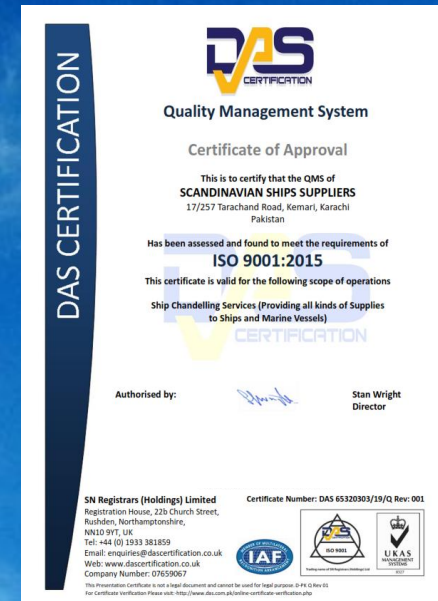 DAS CERTIFICATION
DAS
CERTIFICATION
Quality Management System
Certificate of Approval
This is to certify that the QMS of
SCANDINAVIAN SHIPS SUPPLIERS
17/257 Tarachand Road, Kemari, Karachi
Pakistan
Has been assessed and found to meet the requirements of
ISO 9001:2015
This certificate is valid for the following scope of operations
Ship Chandelling Services (Providing all kinds of Supplies
to Ships and Marine Vessels)
CERTIFICATION
Authorised by:
Stan Wright
Director
SN Registrars (Holdings) Limited
Registration House, 22b Church Street,
Rushden, Northamptonshire,
NN10 9YT, UK
Tel: +44 (0) 1933 381859
Email: enquiries@dascertification.co.uk
Web: www.dascertification.co.uk
Company Number: 07659067
Certificate Number: DAS 65320303/19/Q Rev: 001
IAF
ISO 9001
UKAS
MANAGEMENT
SYSTEMS
This Presentation Certificate is not a legal document and cannot be used for legal purpose. D-PK Q Rev 01
For Certificate Verification Please visit:-http://www.das.com.pk/online-certificate-verification.php